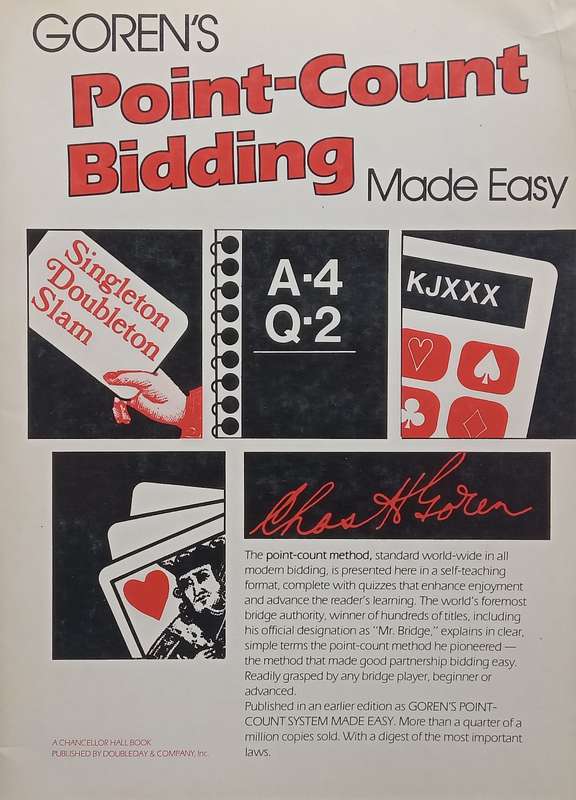 GOREN'S
Point-Count
Bidding
Made Easy
Singleton
Doubleton
Slam
A·4
Q·2
KJXXX
Chas H Goren
The point-count method, standard world-wide in all
modern bidding, is presented here in a self-teaching
format, complete with quizzes that enhance enjoyment
and advance the reader's learning. The world's foremost
bridge authority, winner of hundreds of titles, including
his official designation as "Mr. Bridge," explains in clear,
simple terms the point-count method he pioneered —
the method that made good partnership bidding easy.
Readily grasped by any bridge player, beginner or
advanced.
Published in an earlier edition as GOREN'S POINT-
COUNT SYSTEM MADE EASY. More than a quarter of a
million copies sold. With a digest of the most important
laws.
A CHANCELLOR HALL BOOK
PUBLISHED BY DOUBLEDAY & COMPANY, Inc.